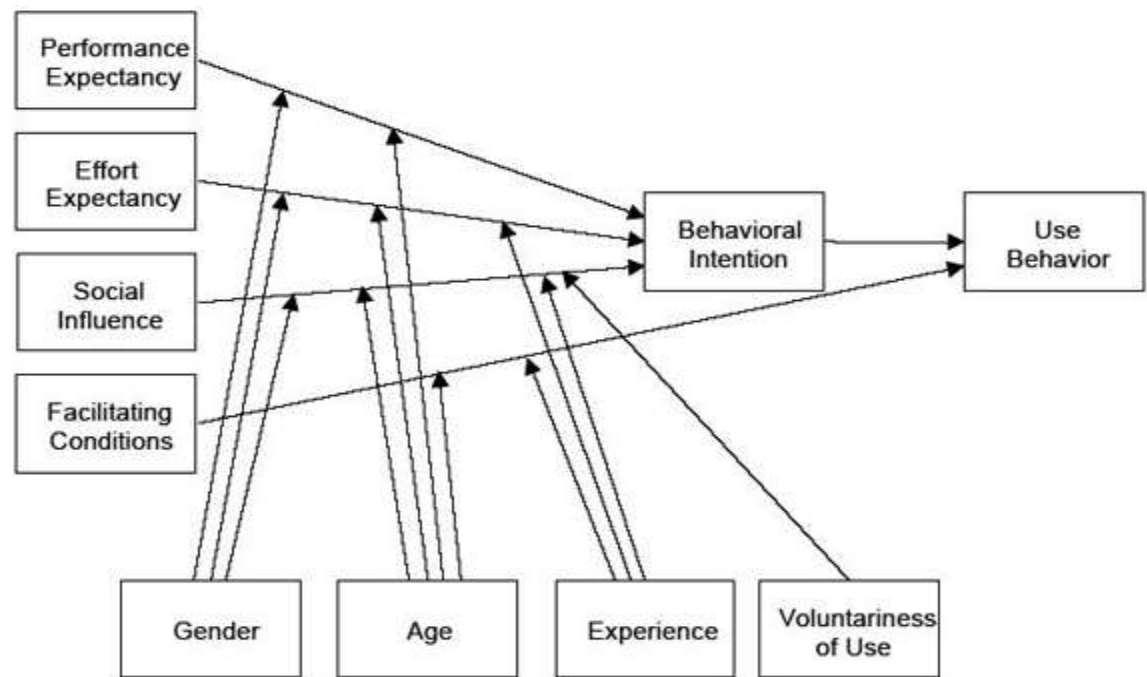 Performance
Expectancy
Effort
Expectancy
Social
Influence
Facilitating
Conditions
Behavioral
Intention
Use
Behavior
Gender
Age
Experience
Voluntariness
of Use